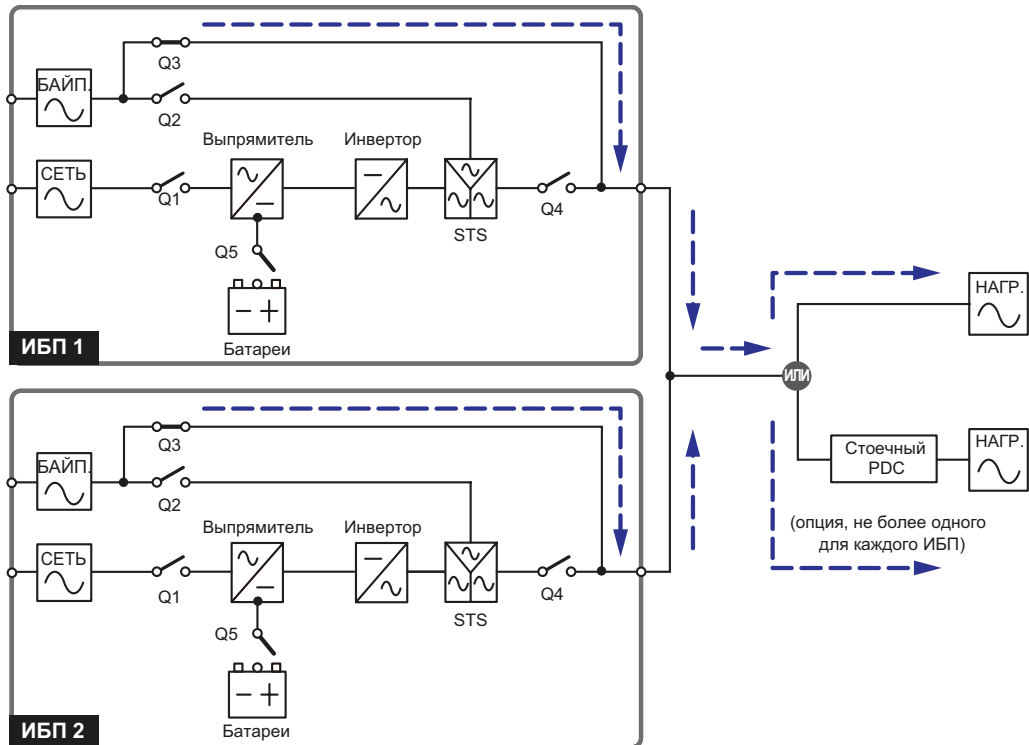 Q3
БАЙП.
Q2
Выпрямитель
Инвертор
СЕТЬ
Q1
Q4
STS
Q5
− +
Батареи
ИБП 1
НАГР.
ИЛИ
Стоечный
PDC
НАГР.
(опция, не более одного
для каждого ИБП)
Q3
БАЙП.
Q2
Выпрямитель
Инвертор
СЕТЬ
Q1
Q4
STS
Q5
− +
Батареи
ИБП 2